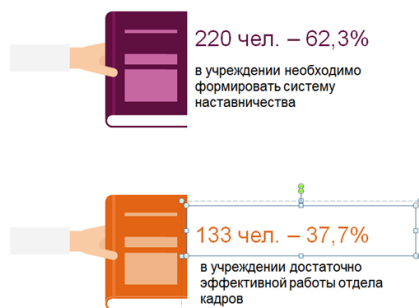 220 чел. – 62,3%
в учреждении необходимо
формировать систему
наставничества
133 чел. – 37,7%
в учреждении достаточно
эффективной работы отдела
кадров